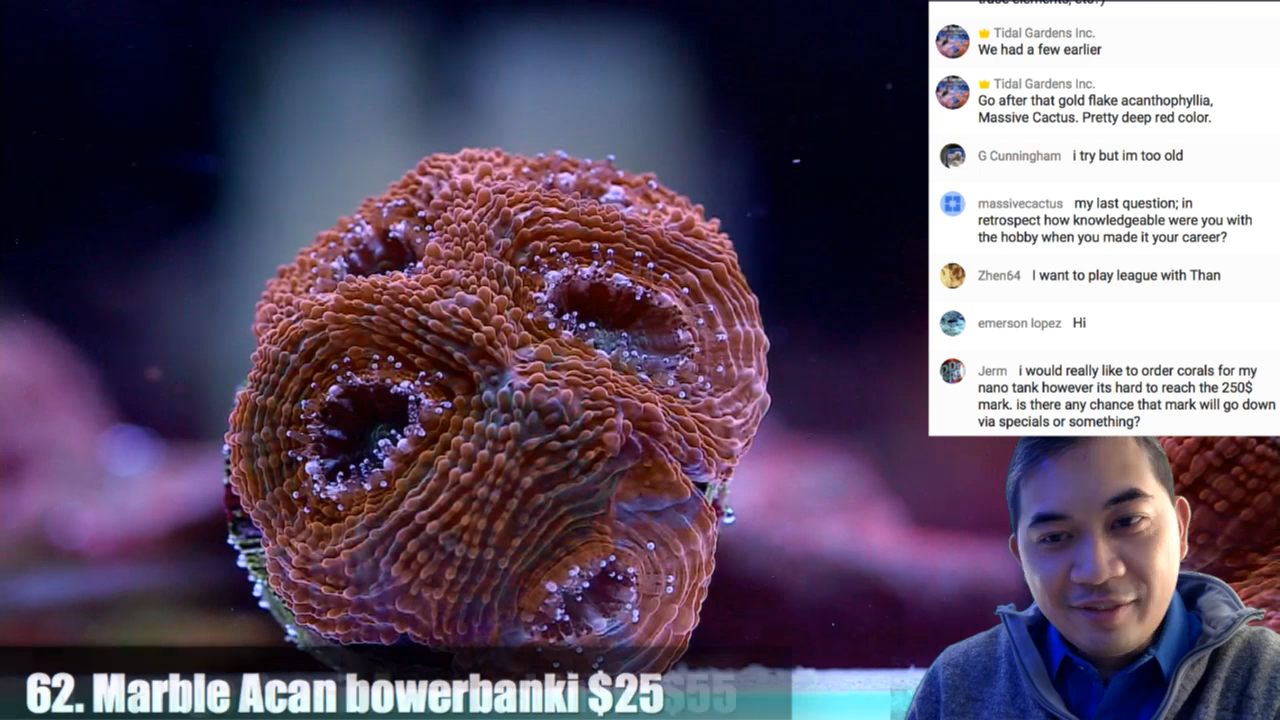 Tidal Gardens Inc.
We had a few earlier
Tidal Gardens Inc.
Go after that gold flake acanthophyllia,
Massive Cactus. Pretty deep red color.
G Cunningham i try but im too old
massivecactus my last question; in
retrospect how knowledgeable were you with
the hobby when you made it your career?
Zhen64 I want to play league with Than
emerson lopez Hi
Jerm i would really like to order corals for my
nano tank however its hard to reach the 250$
mark. is there any chance that mark will go down
via specials or something?
62. Marble Acan bowerbanki $25
$55